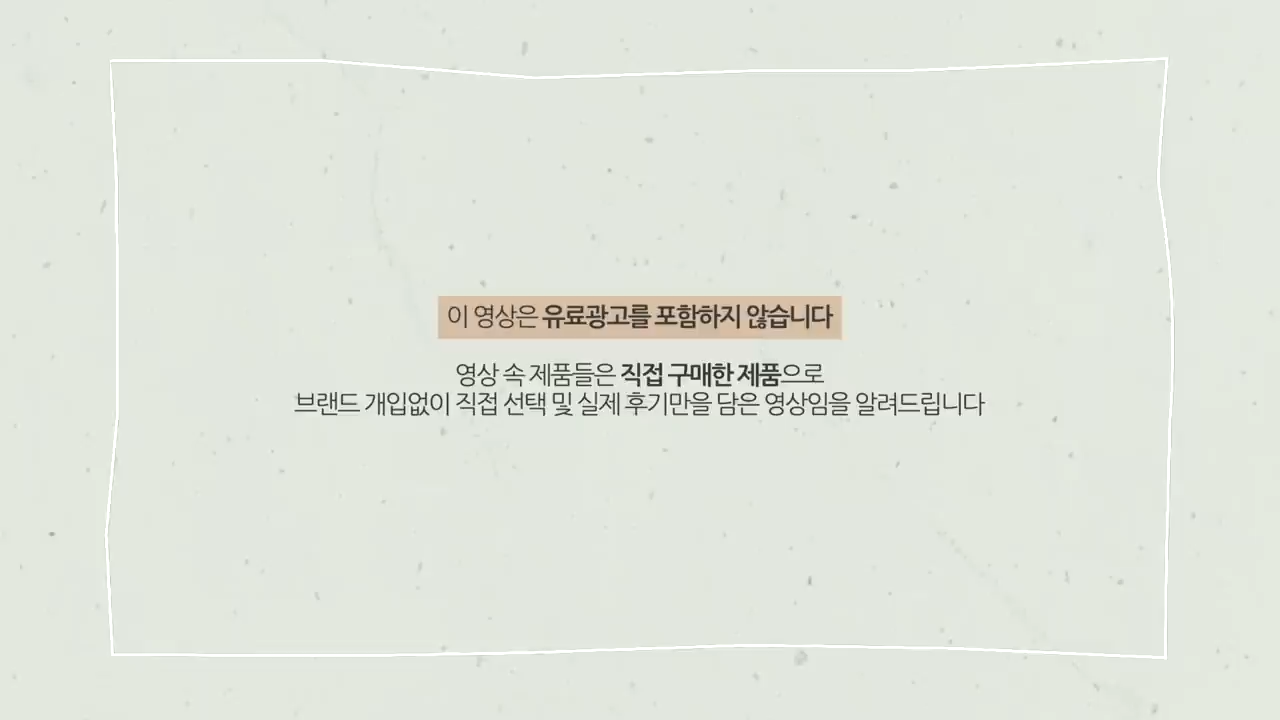 이 영상은 유료광고를 포함하지 않습니다
영상 속 제품들은 직접 구매한 제품으로
브랜드 개입없이 직접 선택 및 실제 후기만을 담은 영상임을 알려드립니다